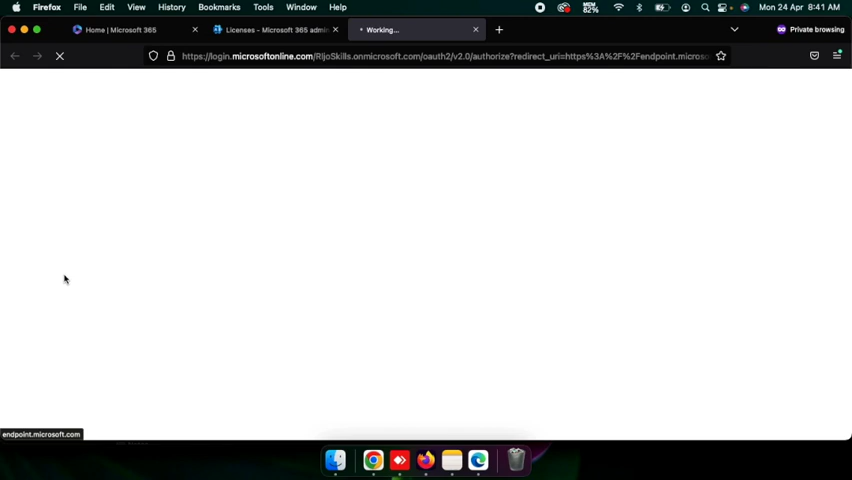 Firefox File Edit View History Bookmarks Tools Window Help MEM 82% Mon 24 Apr 8:41 AM
Home | Microsoft 365 Licenses - Microsoft 365 admin Working... Private browsing
https://login.microsoftonline.com/RijoSkills.onmicrosoft.com/oauth2/v2.0/authorize?redirect_uri=https%3A%2F%2Fendpoint.microso
endpoint.microsoft.com